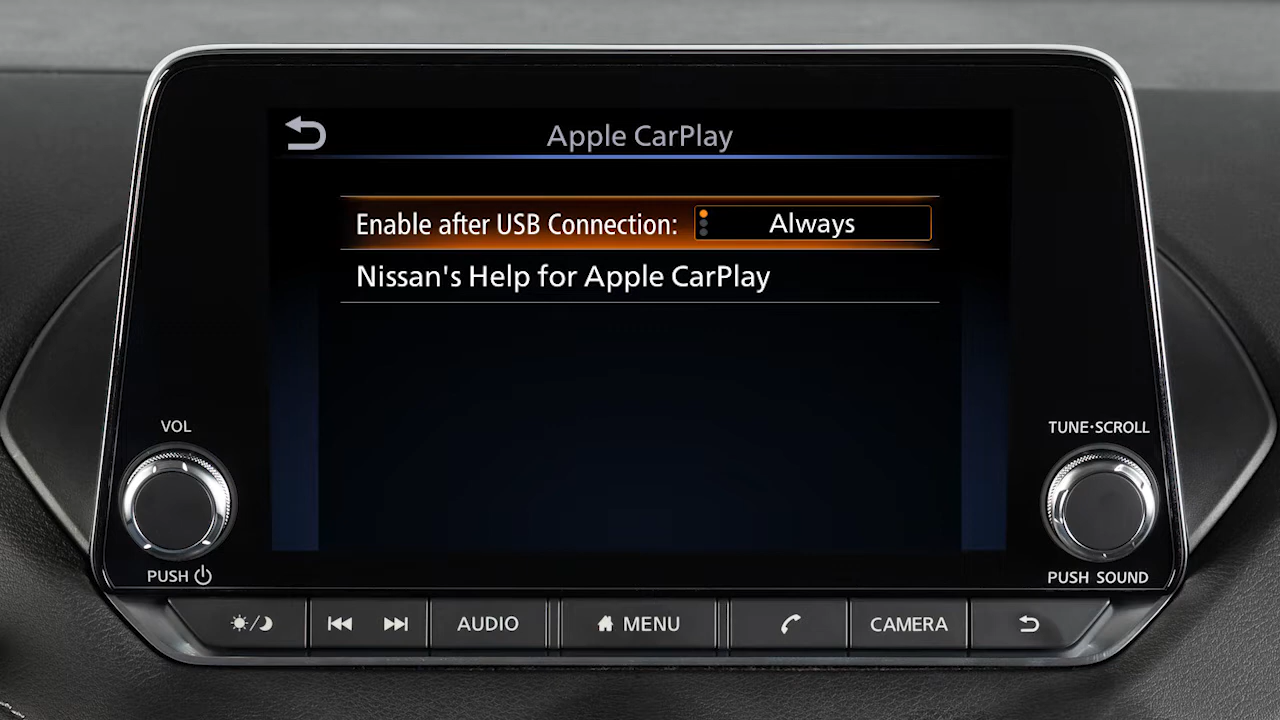 Apple CarPlay
Enable after USB Connection: Always
Nissan's Help for Apple CarPlay
VOL
TUNE·SCROLL
PUSH
PUSH SOUND
AUDIO
MENU
CAMERA